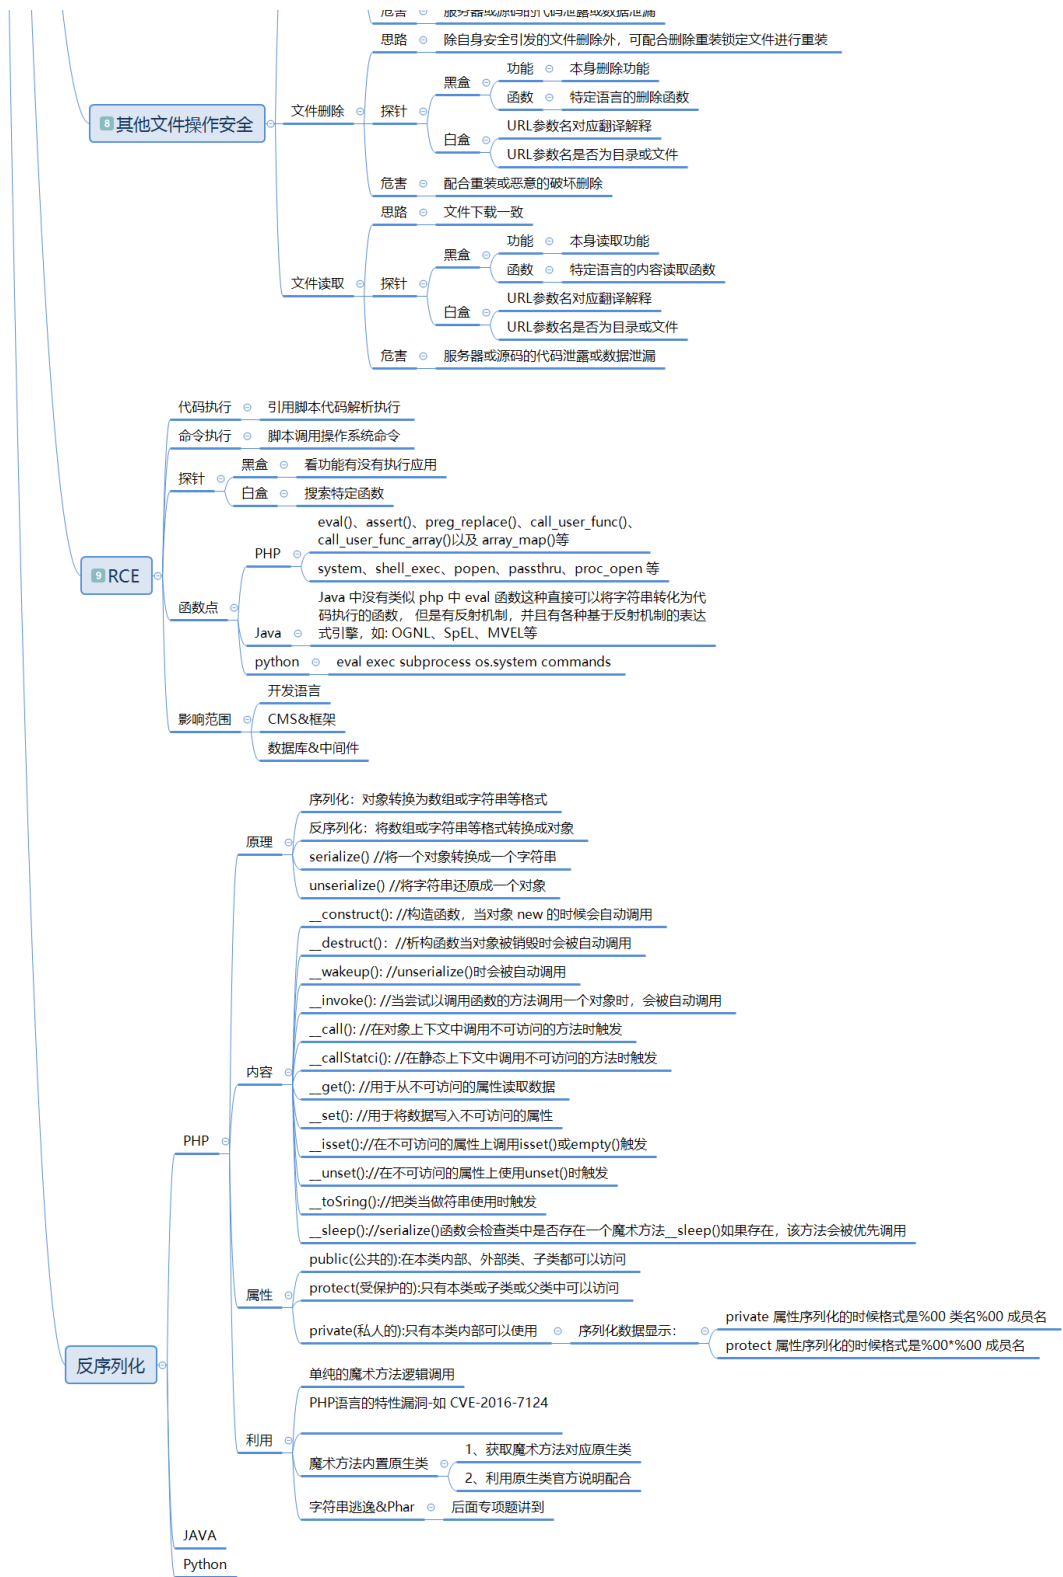 危害
服务器或源码的代码泄露或数据泄漏
思路
除自身安全引发的文件删除外，可配合删除重装锁定文件进行重装
8
其他文件操作安全
文件删除
探针
黑盒
功能
本身删除功能
函数
特定语言的删除函数
白盒
URL参数名对应翻译解释
URL参数名是否为目录或文件
危害
配合重装或恶意的破坏删除
文件读取
思路
文件下载一致
探针
黑盒
功能
本身读取功能
函数
特定语言的内容读取函数
白盒
URL参数名对应翻译解释
URL参数名是否为目录或文件
危害
服务器或源码的代码泄露或数据泄漏
9
RCE
代码执行
引用脚本代码解析执行
命令执行
脚本调用操作系统命令
探针
黑盒
看功能有没有执行应用
白盒
搜索特定函数
函数点
PHP
eval()、assert()、preg_replace()、call_user_func()、
call_user_func_array()以及 array_map()等
system、shell_exec、popen、passthru、proc_open 等
Java
Java 中没有类似 php 中 eval 函数这种直接可以将字符串转化为代
码执行的函数， 但是有反射机制，并且有各种基于反射机制的表达
式引擎，如: OGNL、SpEL、MVEL等
python
eval exec subprocess os.system commands
影响范围
开发语言
CMS&框架
数据库&中间件
反序列化
PHP
原理
序列化：对象转换为数组或字符串等格式
反序列化：将数组或字符串等格式转换成对象
serialize() //将一个对象转换成一个字符串
unserialize() //将字符串还原成一个对象
内容
__construct(): //构造函数，当对象 new 的时候会自动调用
__destruct()：//析构函数当对象被销毁时会被自动调用
__wakeup(): //unserialize()时会被自动调用
__invoke(): //当尝试以调用函数的方法调用一个对象时，会被自动调用
__call(): //在对象上下文中调用不可访问的方法时触发
__callStatci(): //在静态上下文中调用不可访问的方法时触发
__get(): //用于从不可访问的属性读取数据
__set(): //用于将数据写入不可访问的属性
__isset()://在不可访问的属性上调用isset()或empty()触发
__unset()://在不可访问的属性上使用unset()时触发
__toSring()://把类当做符串使用时触发
__sleep()://serialize()函数会检查类中是否存在一个魔术方法__sleep()如果存在，该方法会被优先调用
属性
public(公共的):在本类内部、外部类、子类都可以访问
protect(受保护的):只有本类或子类或父类中可以访问
private(私人的):只有本类内部可以使用
序列化数据显示：
private 属性序列化的时候格式是%00 类名%00 成员名
protect 属性序列化的时候格式是%00*%00 成员名
利用
单纯的魔术方法逻辑调用
PHP语言的特性漏洞-如 CVE-2016-7124
魔术方法内置原生类
1、获取魔术方法对应原生类
2、利用原生类官方说明配合
字符串逃逸&Phar
后面专项题讲到
JAVA
Python